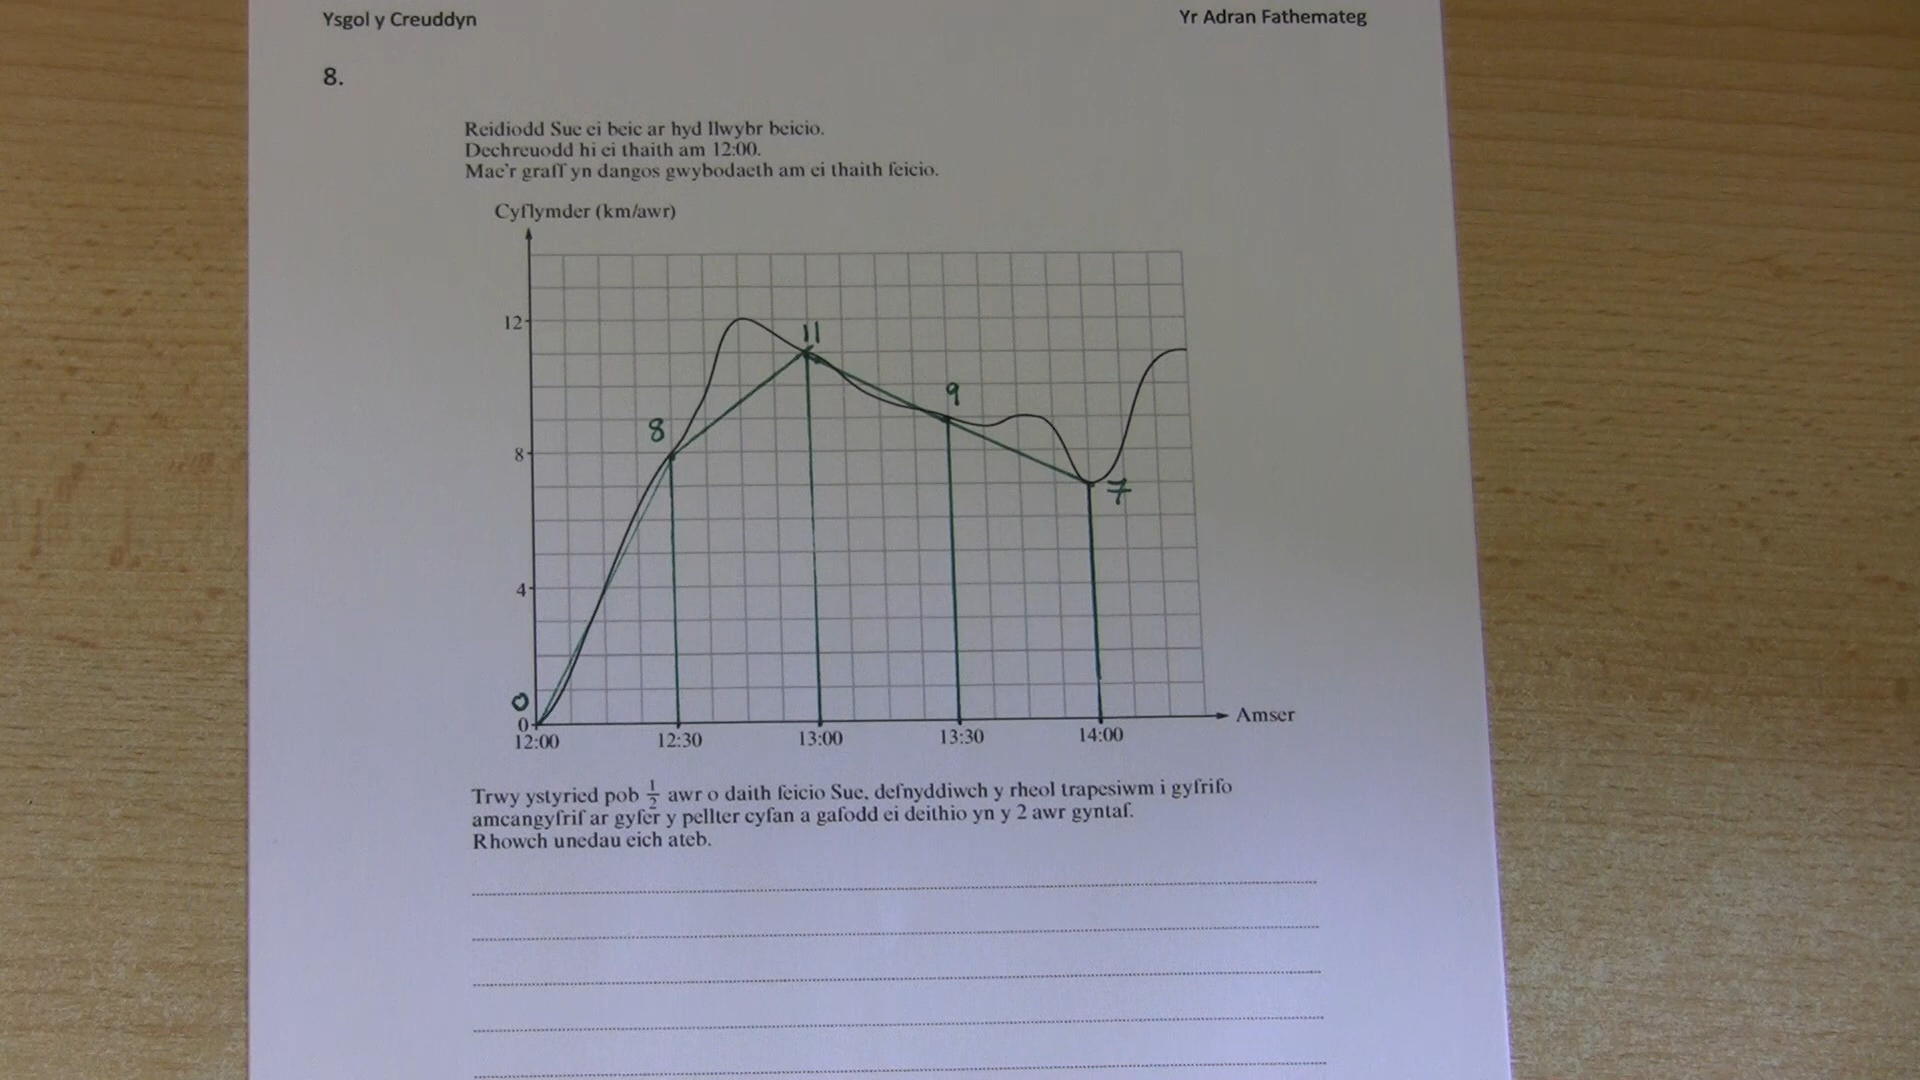 Ysgol y Creuddyn
Yr Adran Fathemateg
8.
Reidiodd Sue ei beic ar hyd llwybr beicio.
Dechreuodd hi ei thaith am 12:00.
Mae'r graff yn dangos gwybodaeth am ei thaith feicio.
Cyflymder (km/awr)
12
11
9
8
8
7
4
0
0
Amser
12:00 12:30 13:00 13:30 14:00
Trwy ystyried pob 1/2 awr o daith feicio Sue, defnyddiwch y rheol trapesiwm i gyfrifo
amcangyfrif ar gyfer y pellter cyfan a gafodd ei deithio yn y 2 awr gyntaf.
Rhowch unedau eich ateb.